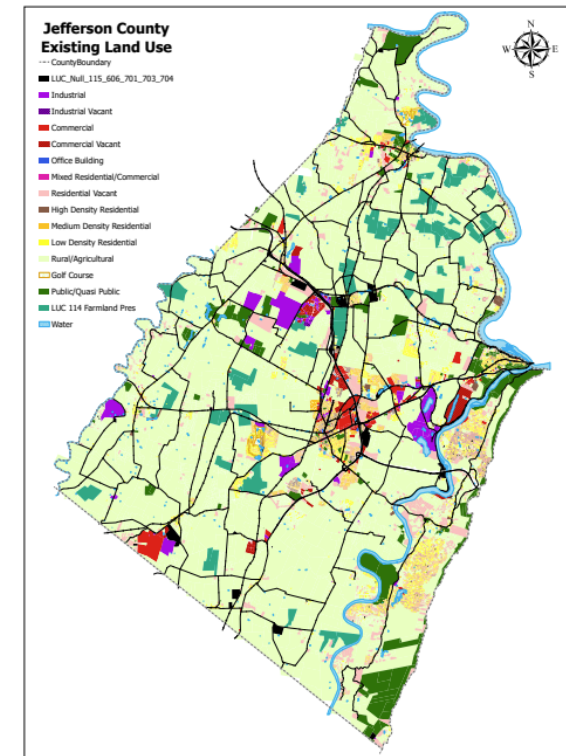 Jefferson County
Existing Land Use
CountyBoundary
LUC_Null_115_606_701_703_704
Industrial
Industrial Vacant
Commercial
Commercial Vacant
Office Building
Mixed Residential/Commercial
Residential Vacant
High Density Residential
Medium Density Residential
Low Density Residential
Rural/Agricultural
Golf Course
Public/Quasi Public
LUC 114 Farmland Pres
Water
N
W
E
S